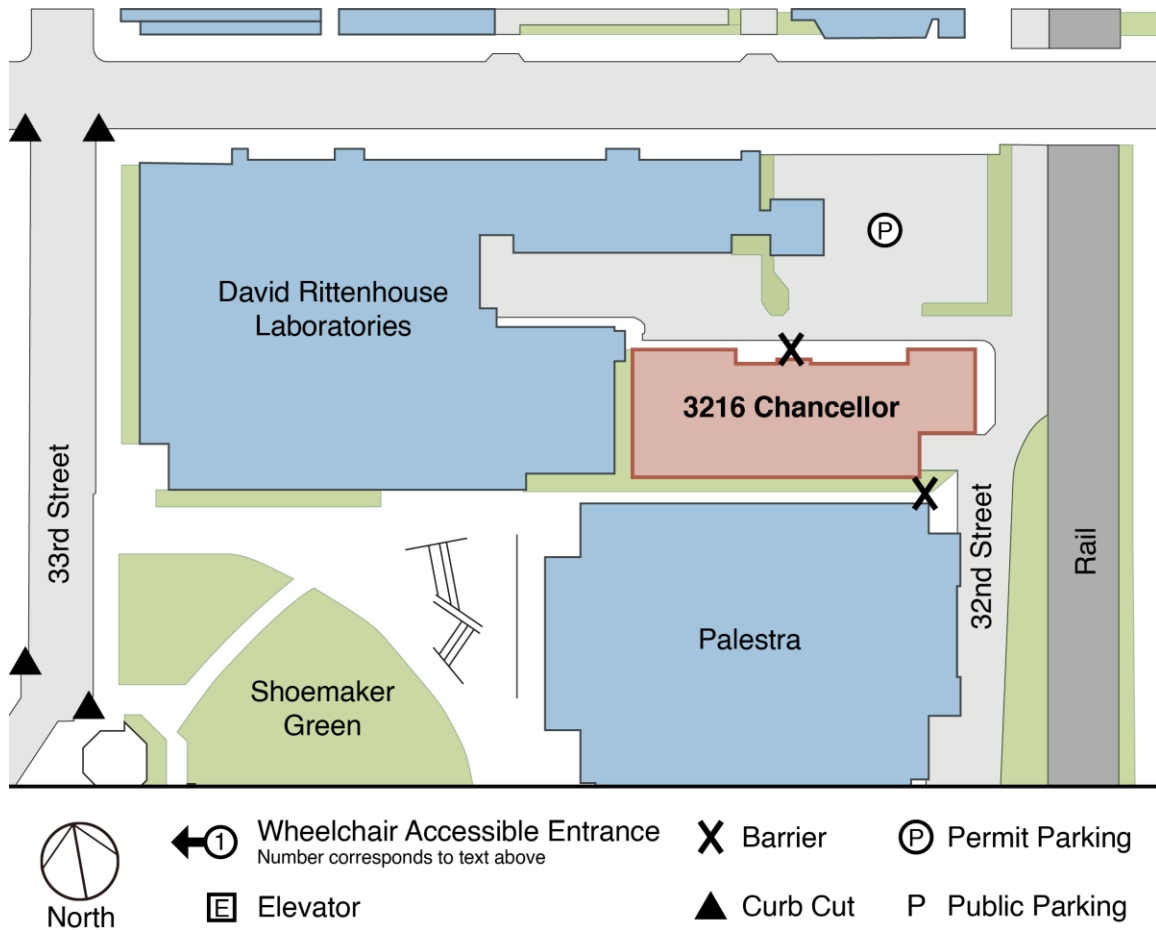 P
David Rittenhouse
Laboratories
3216 Chancellor
33rd Street
32nd Street
Rail
Palestra
Shoemaker
Green
1
Wheelchair Accessible Entrance
Number corresponds to text above
Barrier
P
Permit Parking
North
E
Elevator
Curb Cut
P
Public Parking